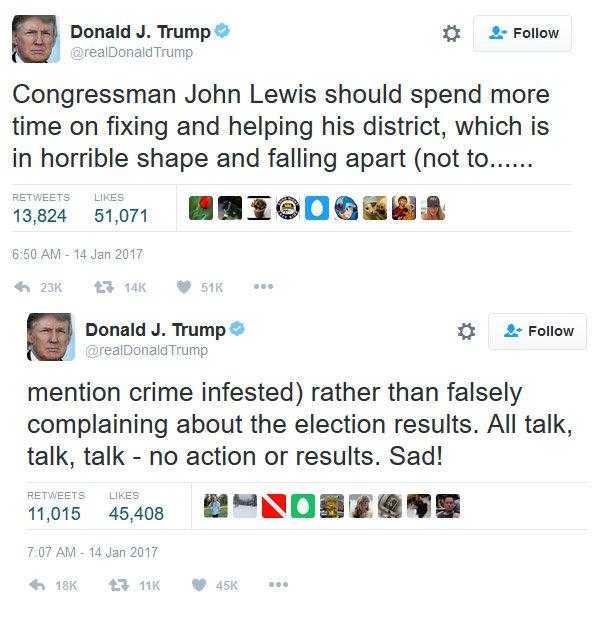 Donald J. Trump
@realDonaldTrump
Follow
Congressman John Lewis should spend more
time on fixing and helping his district, which is
in horrible shape and falling apart (not to......
RETWEETS LIKES
13,824 51,071
6:50 AM - 14 Jan 2017
23K 14K 51K
Donald J. Trump
@realDonaldTrump
Follow
mention crime infested) rather than falsely
complaining about the election results. All talk,
talk, talk - no action or results. Sad!
RETWEETS LIKES
11,015 45,408
7:07 AM - 14 Jan 2017
18K 11K 45K